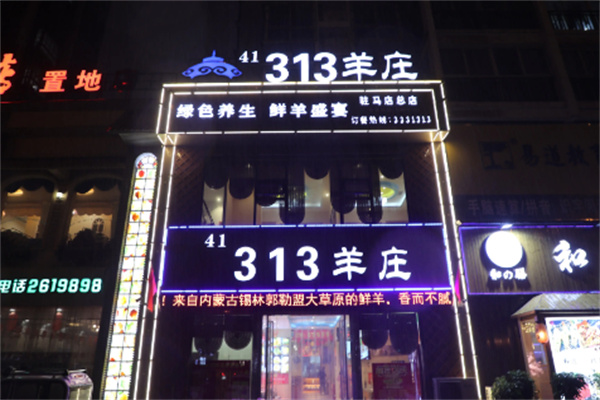 41 313羊庄
置地
绿色养生 鲜羊盛宴
驻马店总店
订餐热线:3331313
41 313羊庄
电话2619898
！来自内蒙古锡林郭勒盟大草原的鲜羊，香而不腻
和の
和